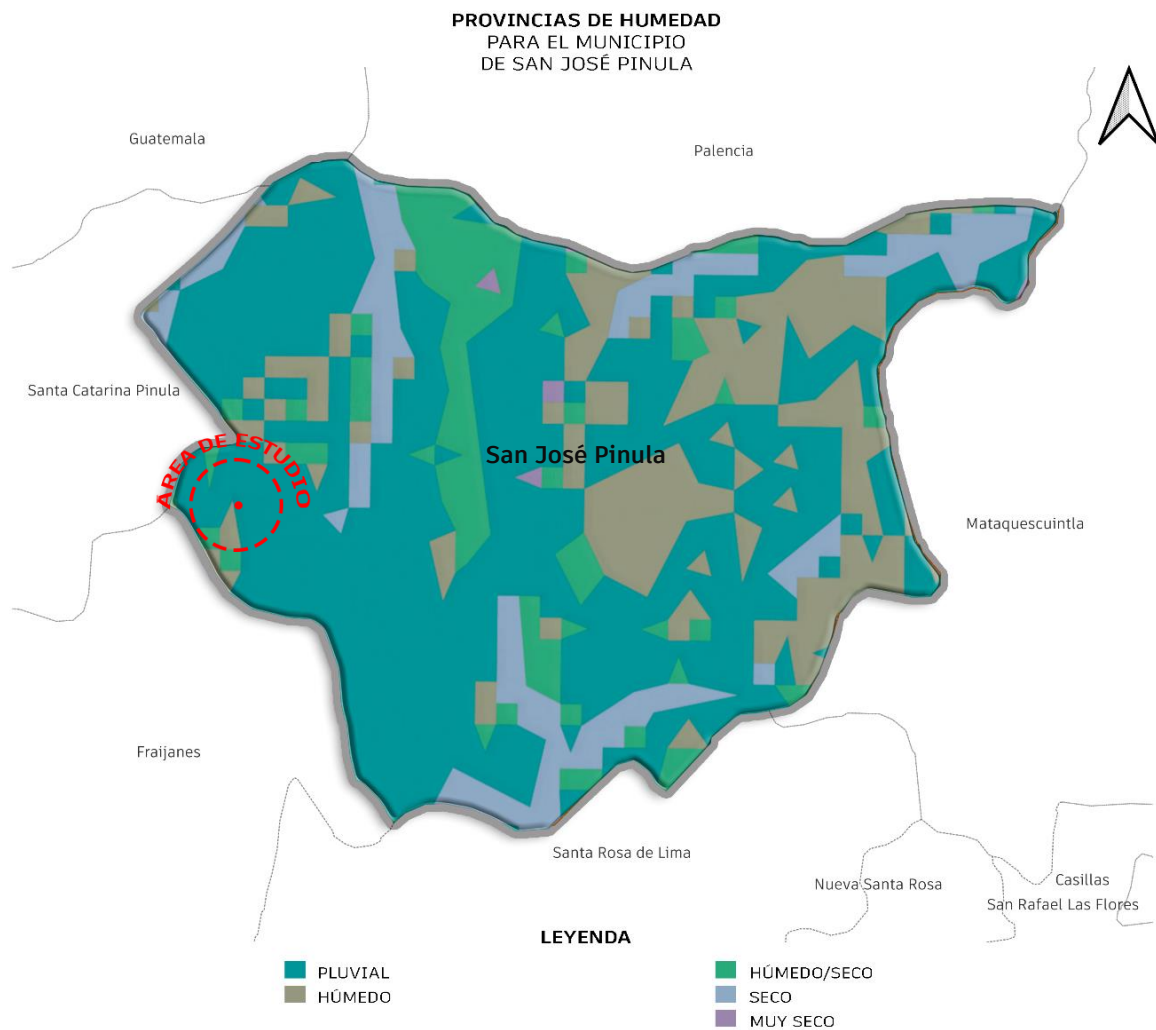 PROVINCIAS DE HUMEDAD
PARA EL MUNICIPIO
DE SAN JOSÉ PINULA
Guatemala
Palencia
Santa Catarina Pinula
ÁREA DE ESTUDIO
San José Pinula
Mataquescuintla
Fraijanes
Santa Rosa de Lima
Nueva Santa Rosa
Casillas
San Rafael Las Flores
LEYENDA
PLUVIAL
HÚMEDO
HÚMEDO/SECO
SECO
MUY SECO